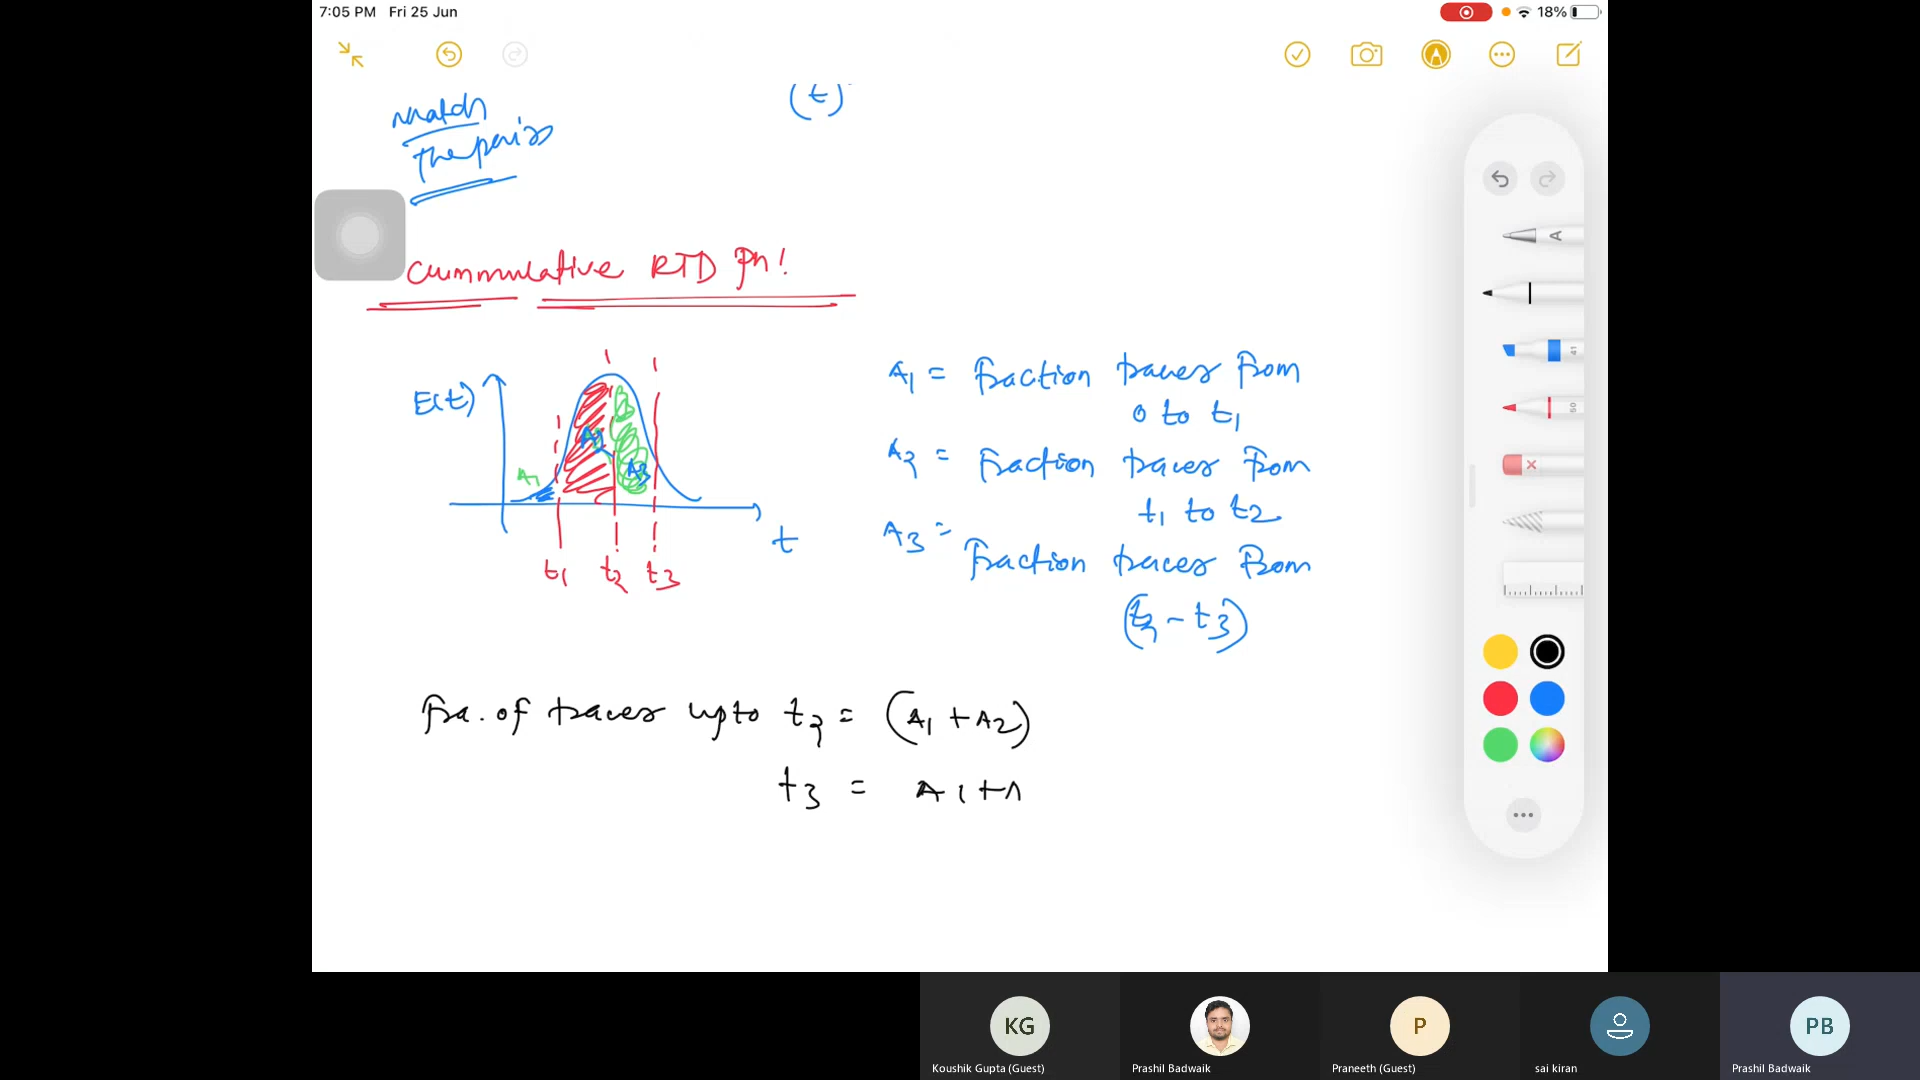 7:05 PM Fri 25 Jun
18%
(t)
match
the pairs
Cummulative RTD fn!
E(t)
A1
A2
A3
t
t1 t2 t3
A1 = fraction tracer from
0 to t1
A2 = fraction tracer from
t1 to t2
A3 =
fraction tracer from
(t2 - t3)
fra. of tracer upto t2 = (A1 + A2)
t3 = A1 + A
A
41
50
KG
P
PB
Koushik Gupta (Guest)
Prashil Badwaik
Praneeth (Guest)
sai kiran
Prashil Badwaik